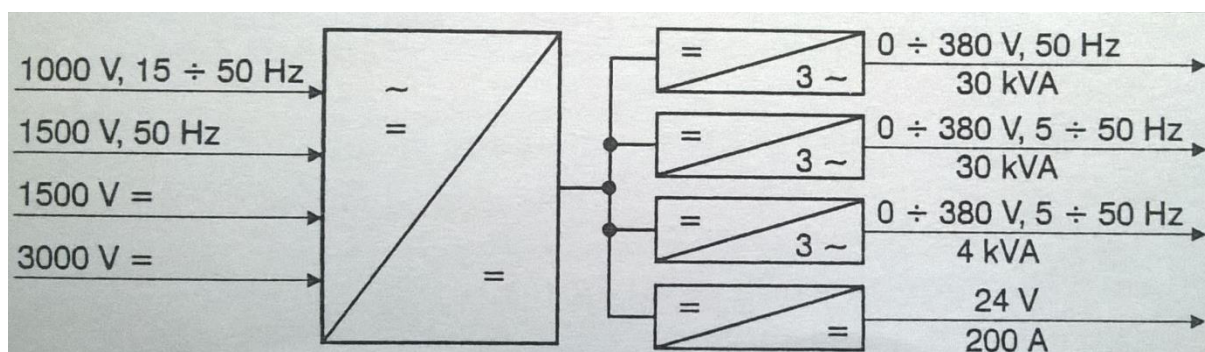 1000 V, 15 ÷ 50 Hz
1500 V, 50 Hz
1500 V =
3000 V =
~
=
=
=
3 ~
0 ÷ 380 V, 50 Hz
30 kVA
=
3 ~
0 ÷ 380 V, 5 ÷ 50 Hz
30 kVA
=
3 ~
0 ÷ 380 V, 5 ÷ 50 Hz
4 kVA
=
=
24 V
200 A